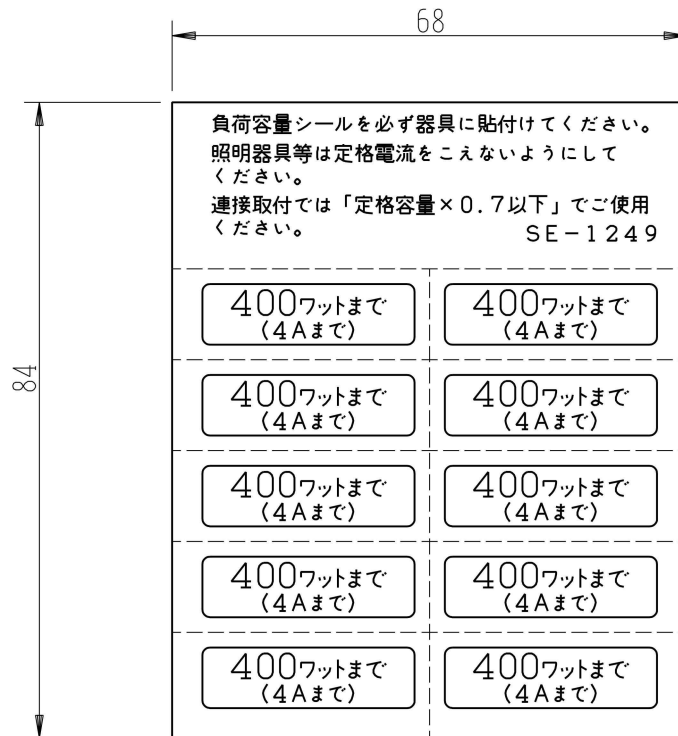 68
84
負荷容量シールを必ず器具に貼付けてください。
照明器具等は定格電流をこえないようにして
ください。
連接取付では「定格容量×0.7以下」でご使用
ください。
SE-1249
400ワットまで
(4Aまで)
400ワットまで
(4Aまで)
400ワットまで
(4Aまで)
400ワットまで
(4Aまで)
400ワットまで
(4Aまで)
400ワットまで
(4Aまで)
400ワットまで
(4Aまで)
400ワットまで
(4Aまで)
400ワットまで
(4Aまで)
400ワットまで
(4Aまで)